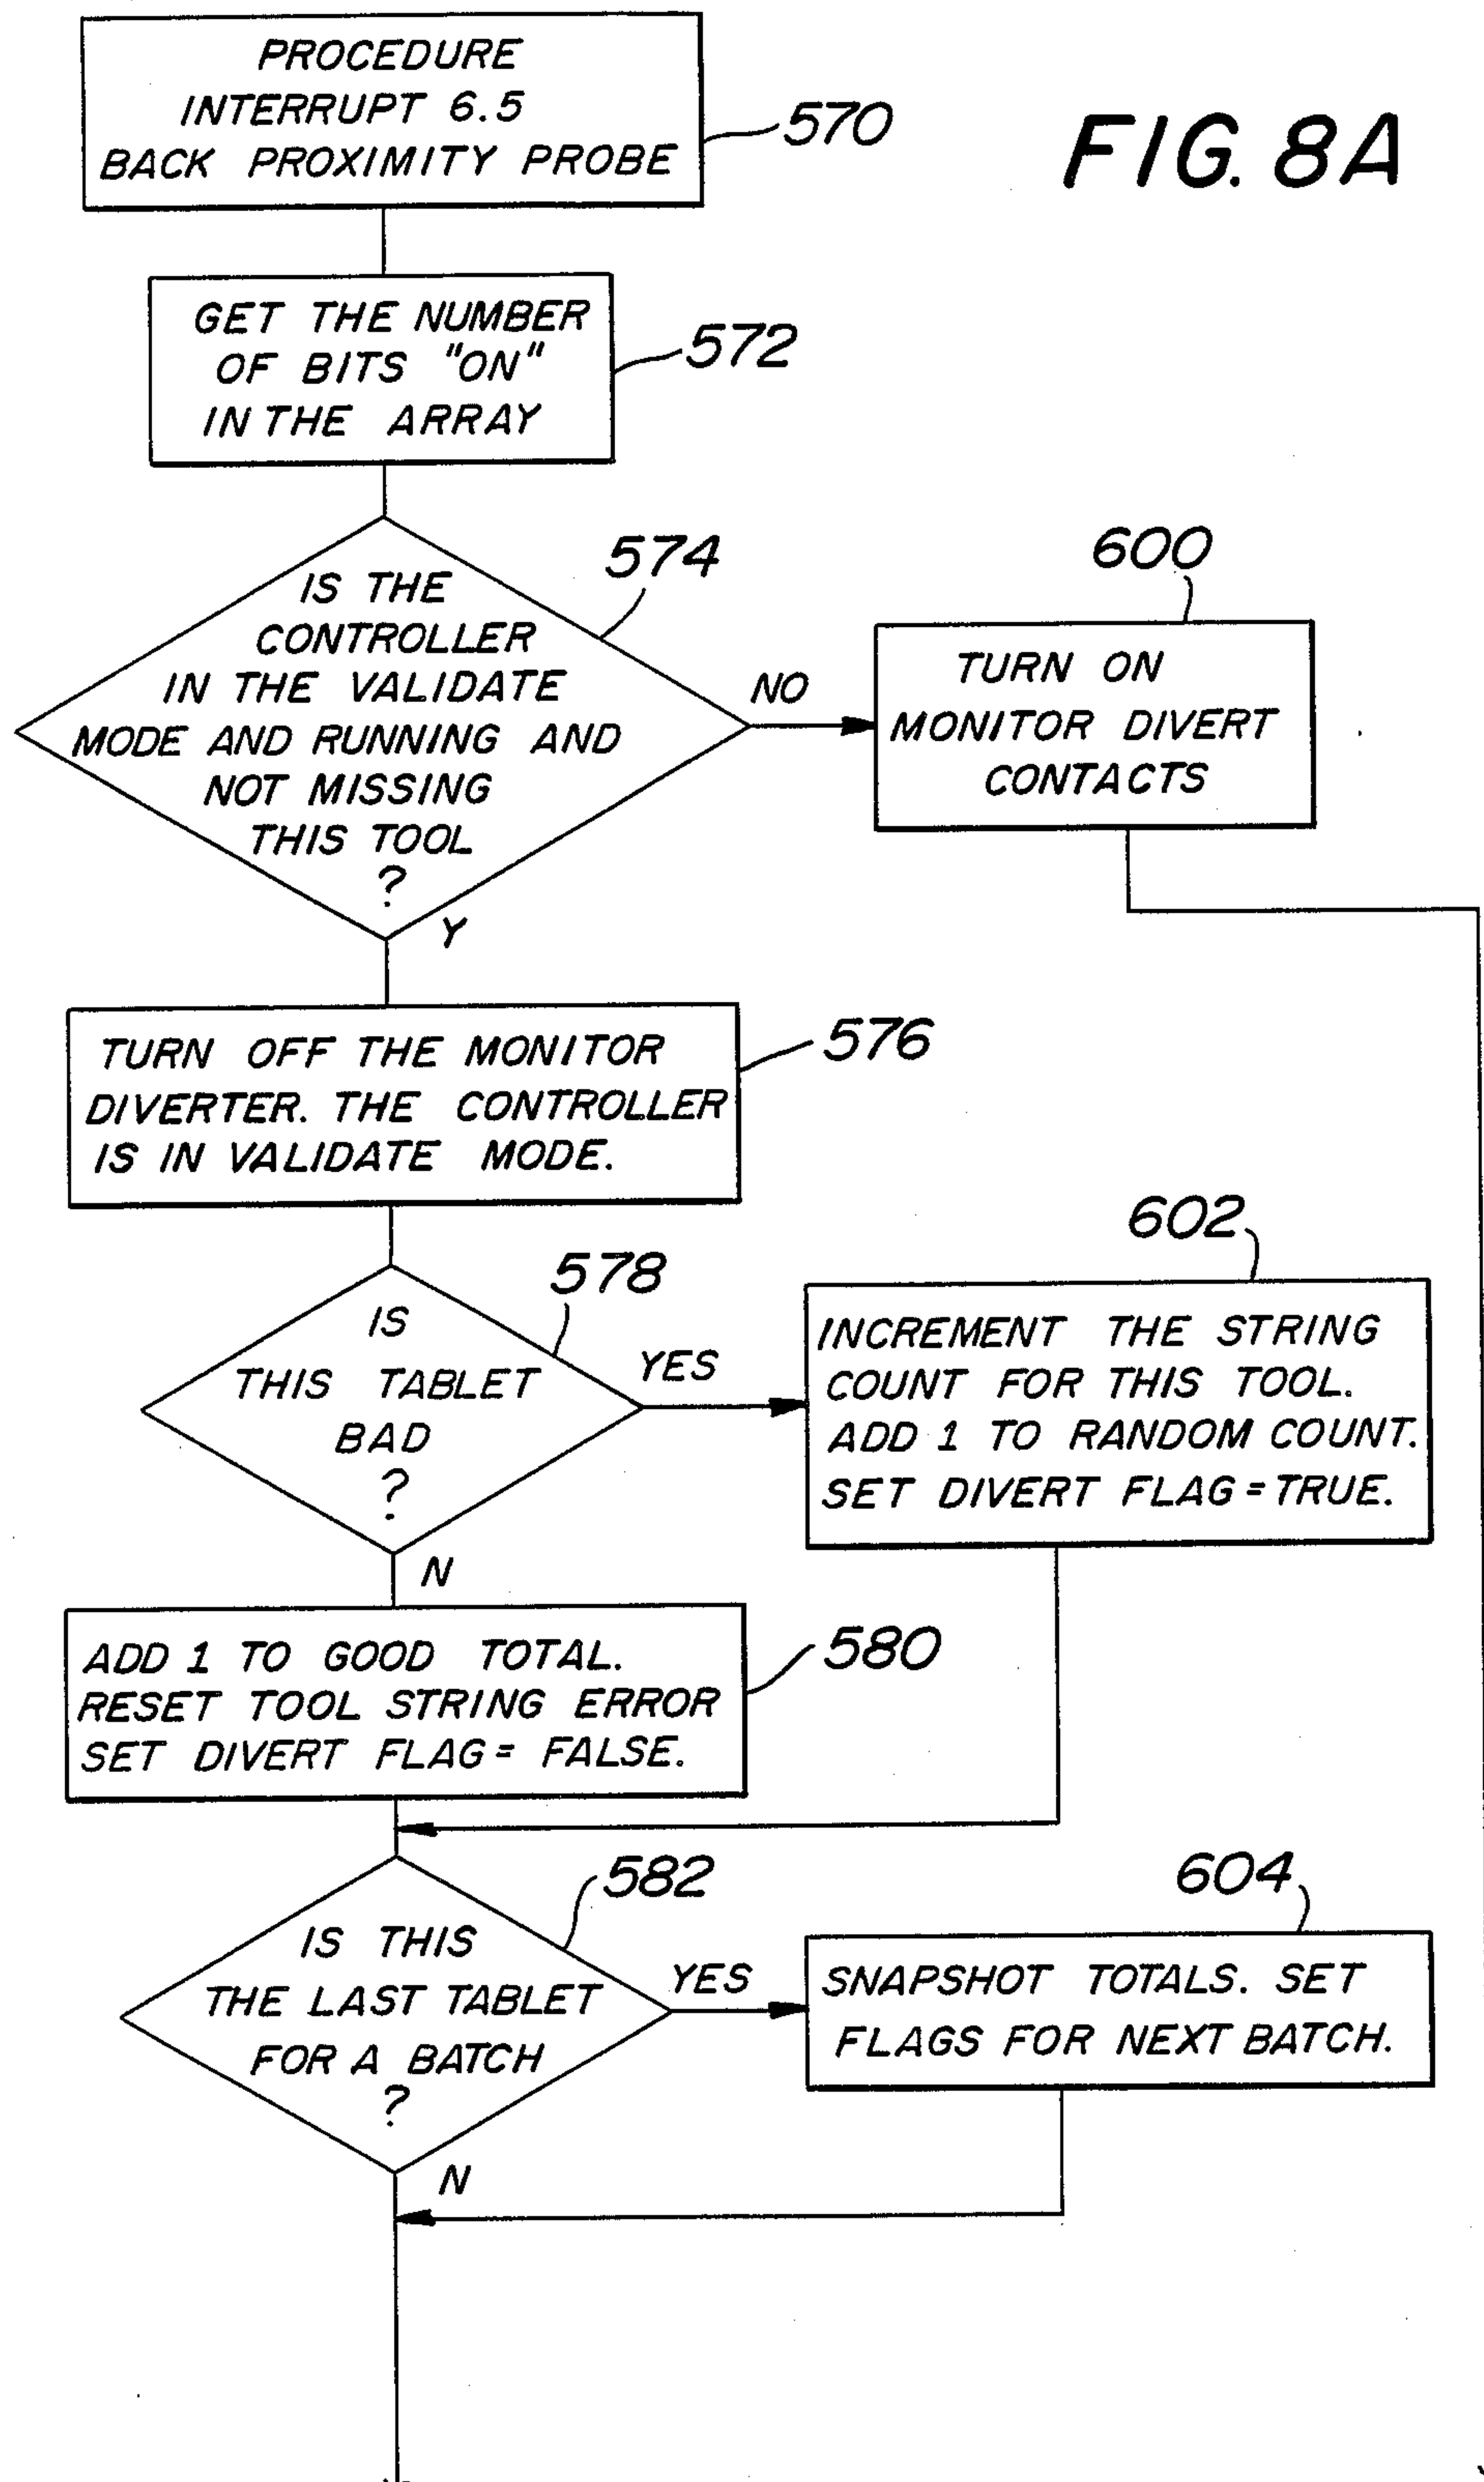 PROCEDURE
INTERRUPT 6.5
BACK PROXIMITY PROBE
570
FIG. 8A
GET THE NUMBER
OF BITS "ON"
IN THE ARRAY
572
IS THE
CONTROLLER
IN THE VALIDATE
MODE AND RUNNING AND
NOT MISSING
THIS TOOL
?
574
NO
Y
600
TURN ON
MONITOR DIVERT
CONTACTS
TURN OFF THE MONITOR
DIVERTER. THE CONTROLLER
IS IN VALIDATE MODE.
576
IS
THIS TABLET
BAD
?
578
YES
N
602
INCREMENT THE STRING
COUNT FOR THIS TOOL.
ADD 1 TO RANDOM COUNT.
SET DIVERT FLAG = TRUE.
ADD 1 TO GOOD TOTAL.
RESET TOOL STRING ERROR
SET DIVERT FLAG = FALSE.
580
IS THIS
THE LAST TABLET
FOR A BATCH
?
582
YES
N
604
SNAPSHOT TOTALS. SET
FLAGS FOR NEXT BATCH.